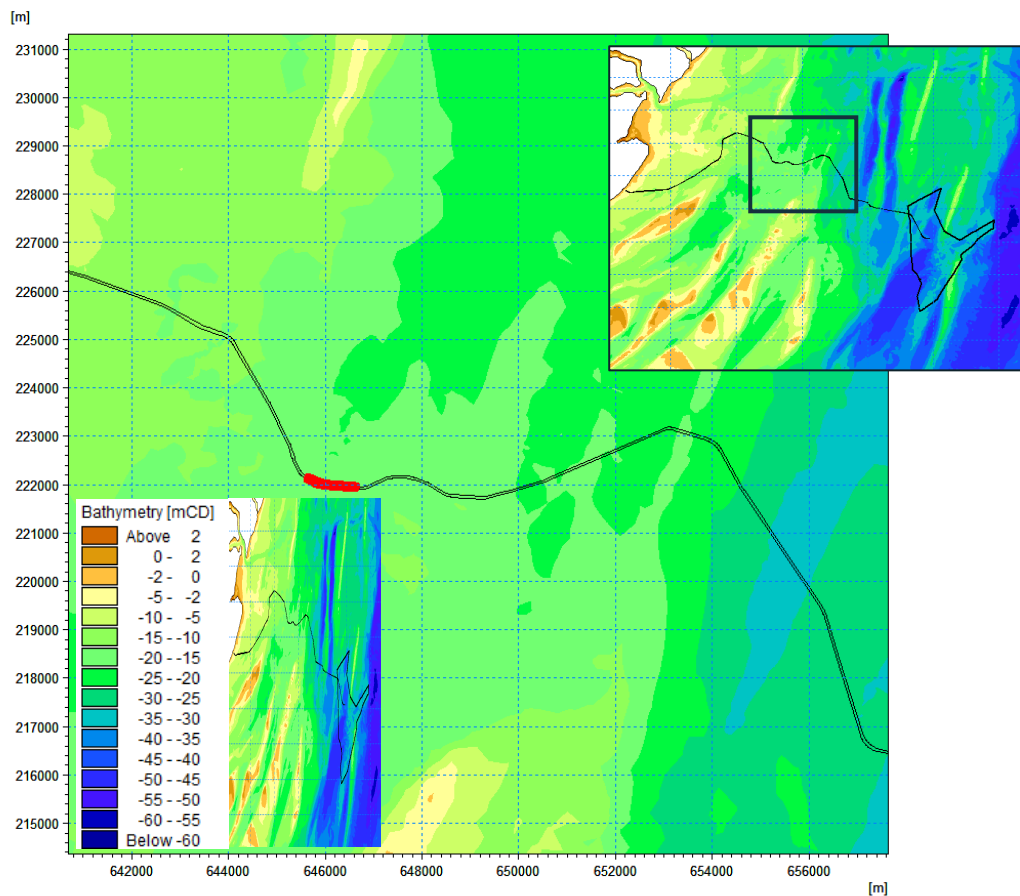 [m]
231000
230000
229000
228000
227000
226000
225000
224000
223000
222000
221000
220000
219000
218000
217000
216000
215000
Bathymetry [mCD]
Above 2
0 - 2
-2 - 0
-5 - -2
-10 - -5
-15 - -10
-20 - -15
-25 - -20
-30 - -25
-35 - -30
-40 - -35
-45 - -40
-50 - -45
-55 - -50
-60 - -55
Below -60
642000 644000 646000 648000 650000 652000 654000 656000
[m]